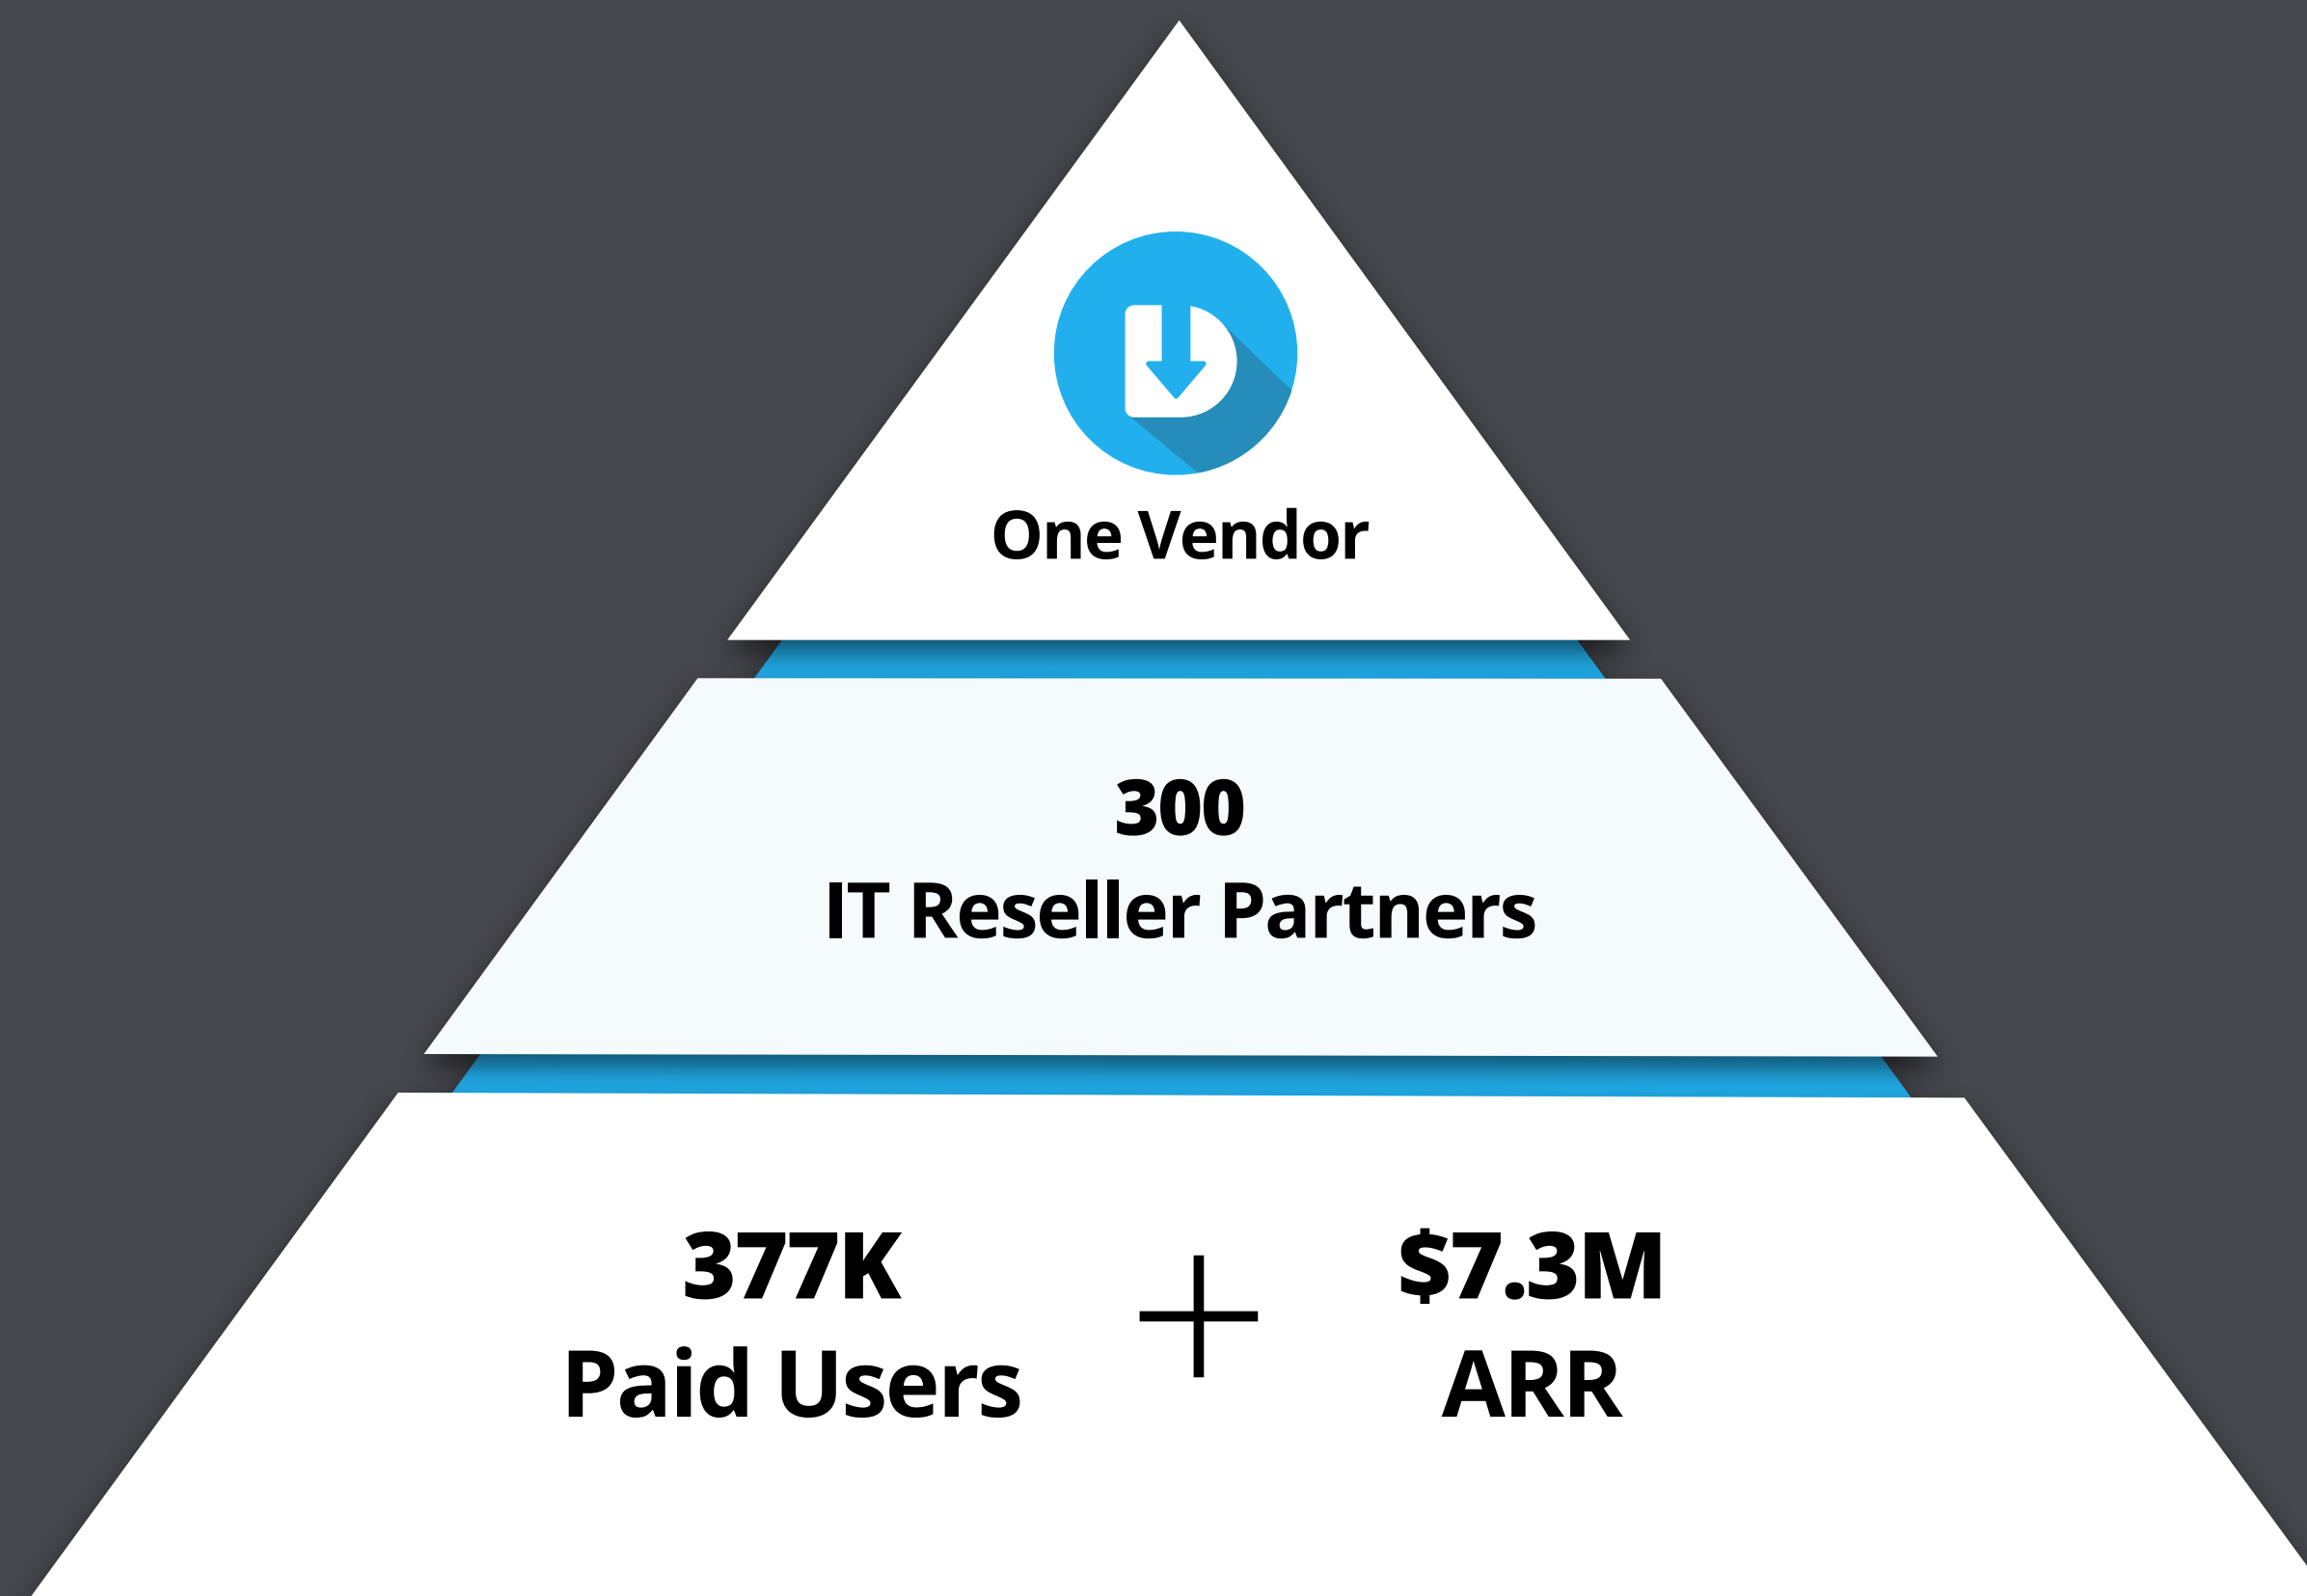 One Vendor
300
IT Reseller Partners
377K
Paid Users
+
$7.3M
ARR